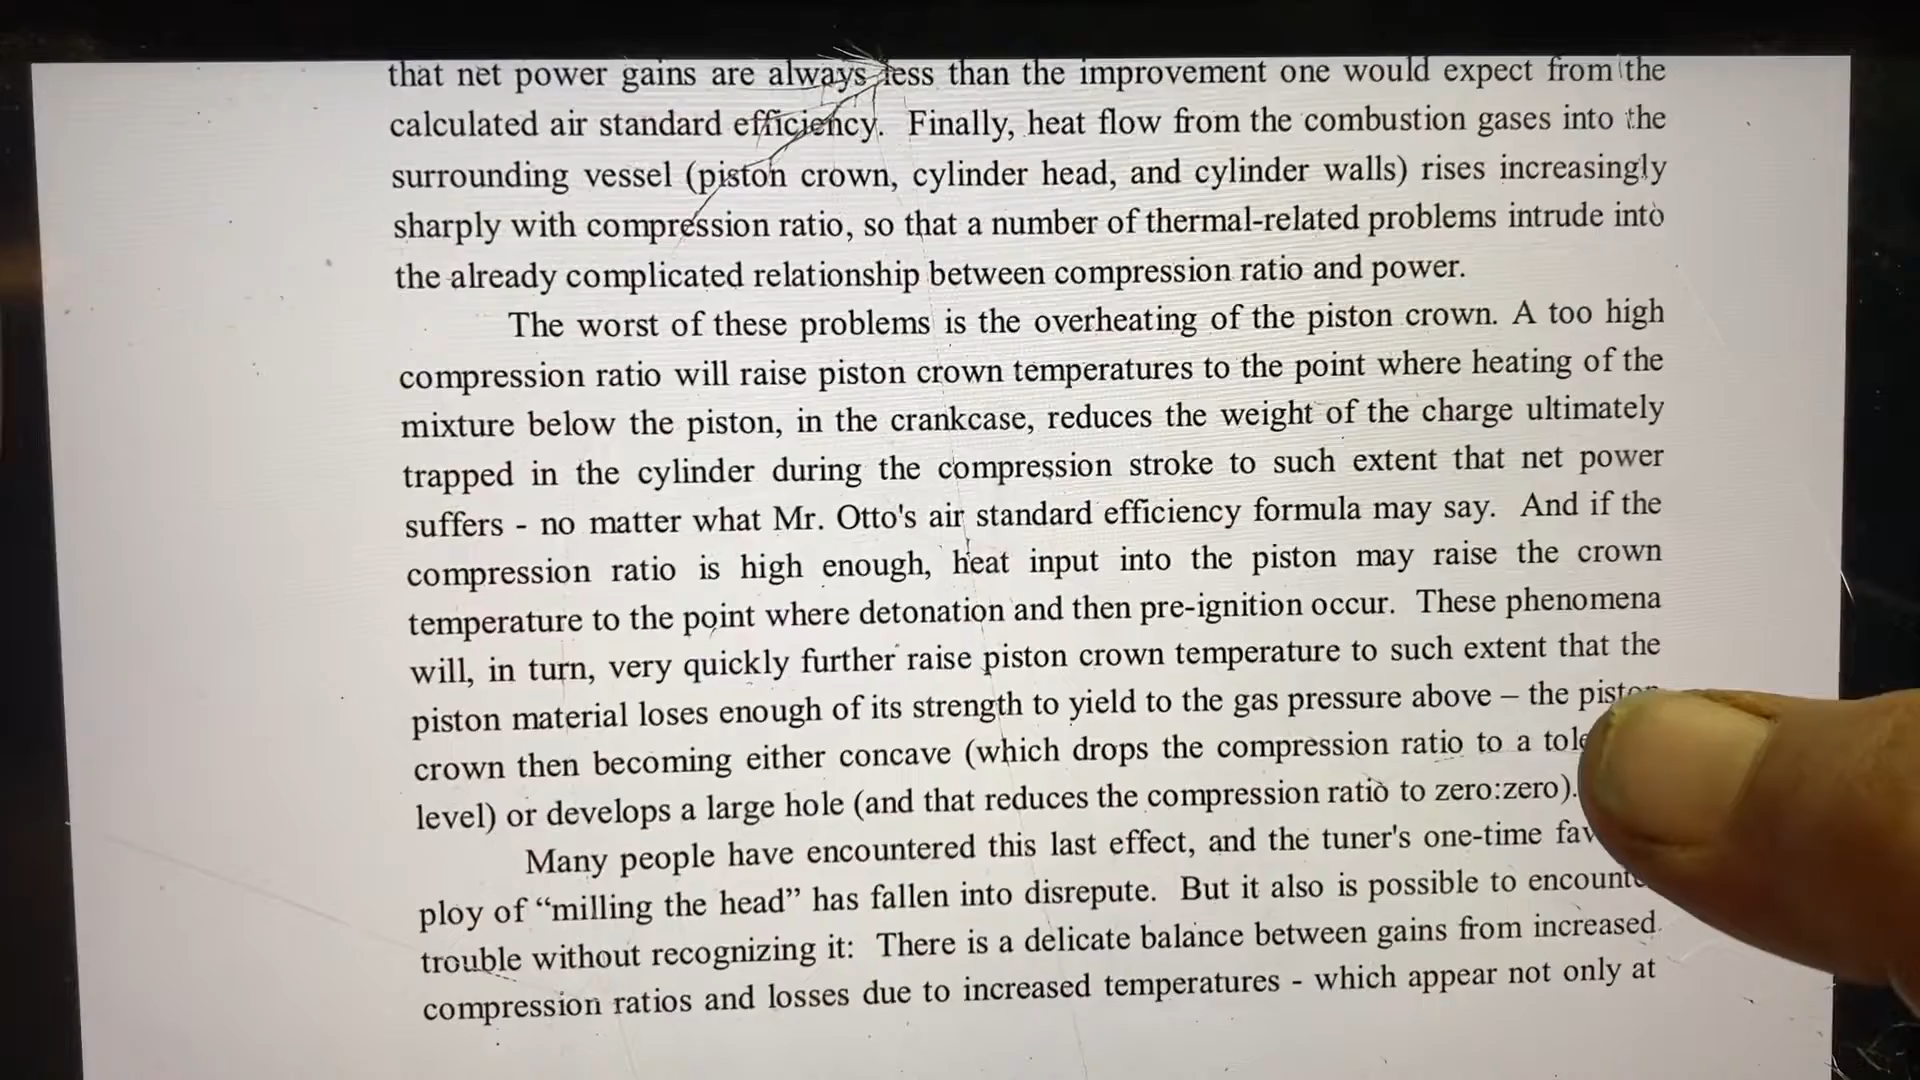 that net power gains are always less than the improvement one would expect from the
calculated air standard efficiency. Finally, heat flow from the combustion gases into the
surrounding vessel (piston crown, cylinder head, and cylinder walls) rises increasingly
sharply with compression ratio, so that a number of thermal-related problems intrude into
the already complicated relationship between compression ratio and power.
The worst of these problems is the overheating of the piston crown. A too high
compression ratio will raise piston crown temperatures to the point where heating of the
mixture below the piston, in the crankcase, reduces the weight of the charge ultimately
trapped in the cylinder during the compression stroke to such extent that net power
suffers - no matter what Mr. Otto's air standard efficiency formula may say. And if the
compression ratio is high enough, heat input into the piston may raise the crown
temperature to the point where detonation and then pre-ignition occur. These phenomena
will, in turn, very quickly further raise piston crown temperature to such extent that the
piston material loses enough of its strength to yield to the gas pressure above – the piston
crown then becoming either concave (which drops the compression ratio to a
level) or develops a large hole (and that reduces the compression ratio to zero:zero).
Many people have encountered this last effect, and the tuner's one-time
ploy of “milling the head” has fallen into disrepute. But it also is possible to encounter
trouble without recognizing it: There is a delicate balance between gains from increased
compression ratios and losses due to increased temperatures - which appear not only at